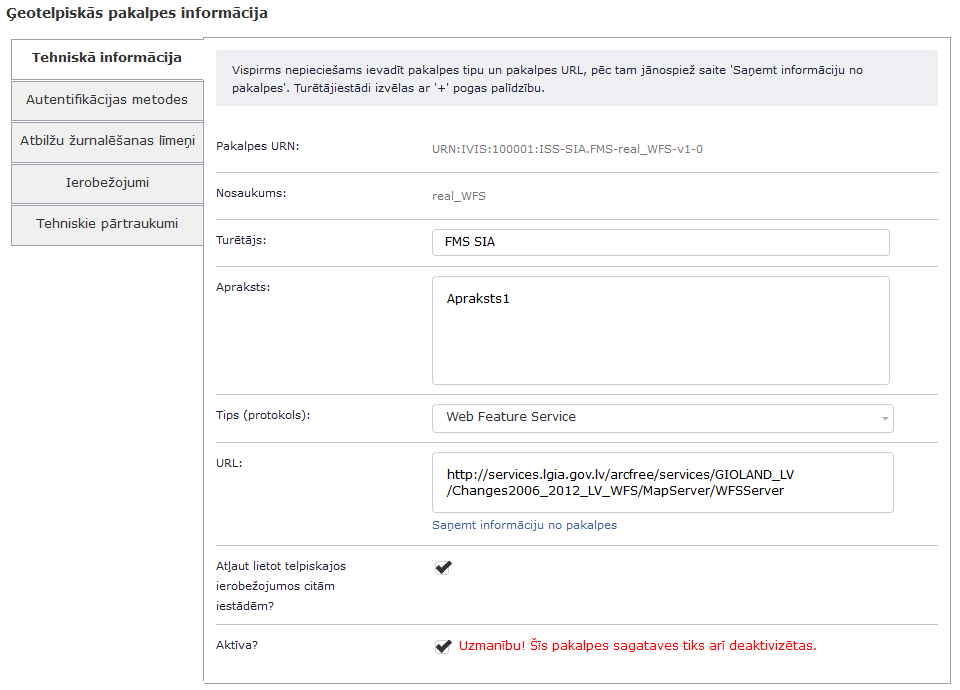 Ģeotelpiskās pakalpes informācija
Tehniskā informācija
Autentifikācijas metodes
Atbilžu žurnalēšanas līmeņi
Ierobežojumi
Tehniskie pārtraukumi
Vispirms nepieciešams ievadīt pakalpes tipu un pakalpes URL, pēc tam jānospiež saite 'Saņemt informāciju no
pakalpes'. Turētājiestādi izvēlas ar '+' pogas palīdzību.
Pakalpes URN:
URN:IVIS:100001:ISS-SIA.FMS-real_WFS-v1-0
Nosaukums:
real_WFS
Turētājs:
FMS SIA
Apraksts:
Apraksts1
Tips (protokols):
Web Feature Service
URL:
http://services.lgia.gov.lv/arcfree/services/GIOLAND_LV
/Changes2006_2012_LV_WFS/MapServer/WFSServer
Saņemt informāciju no pakalpes
Atļaut lietot telpiskajos
ierobežojumos citām
iestādēm?
Aktīva?
Uzmanību! Šīs pakalpes sagataves tiks arī deaktivizētas.